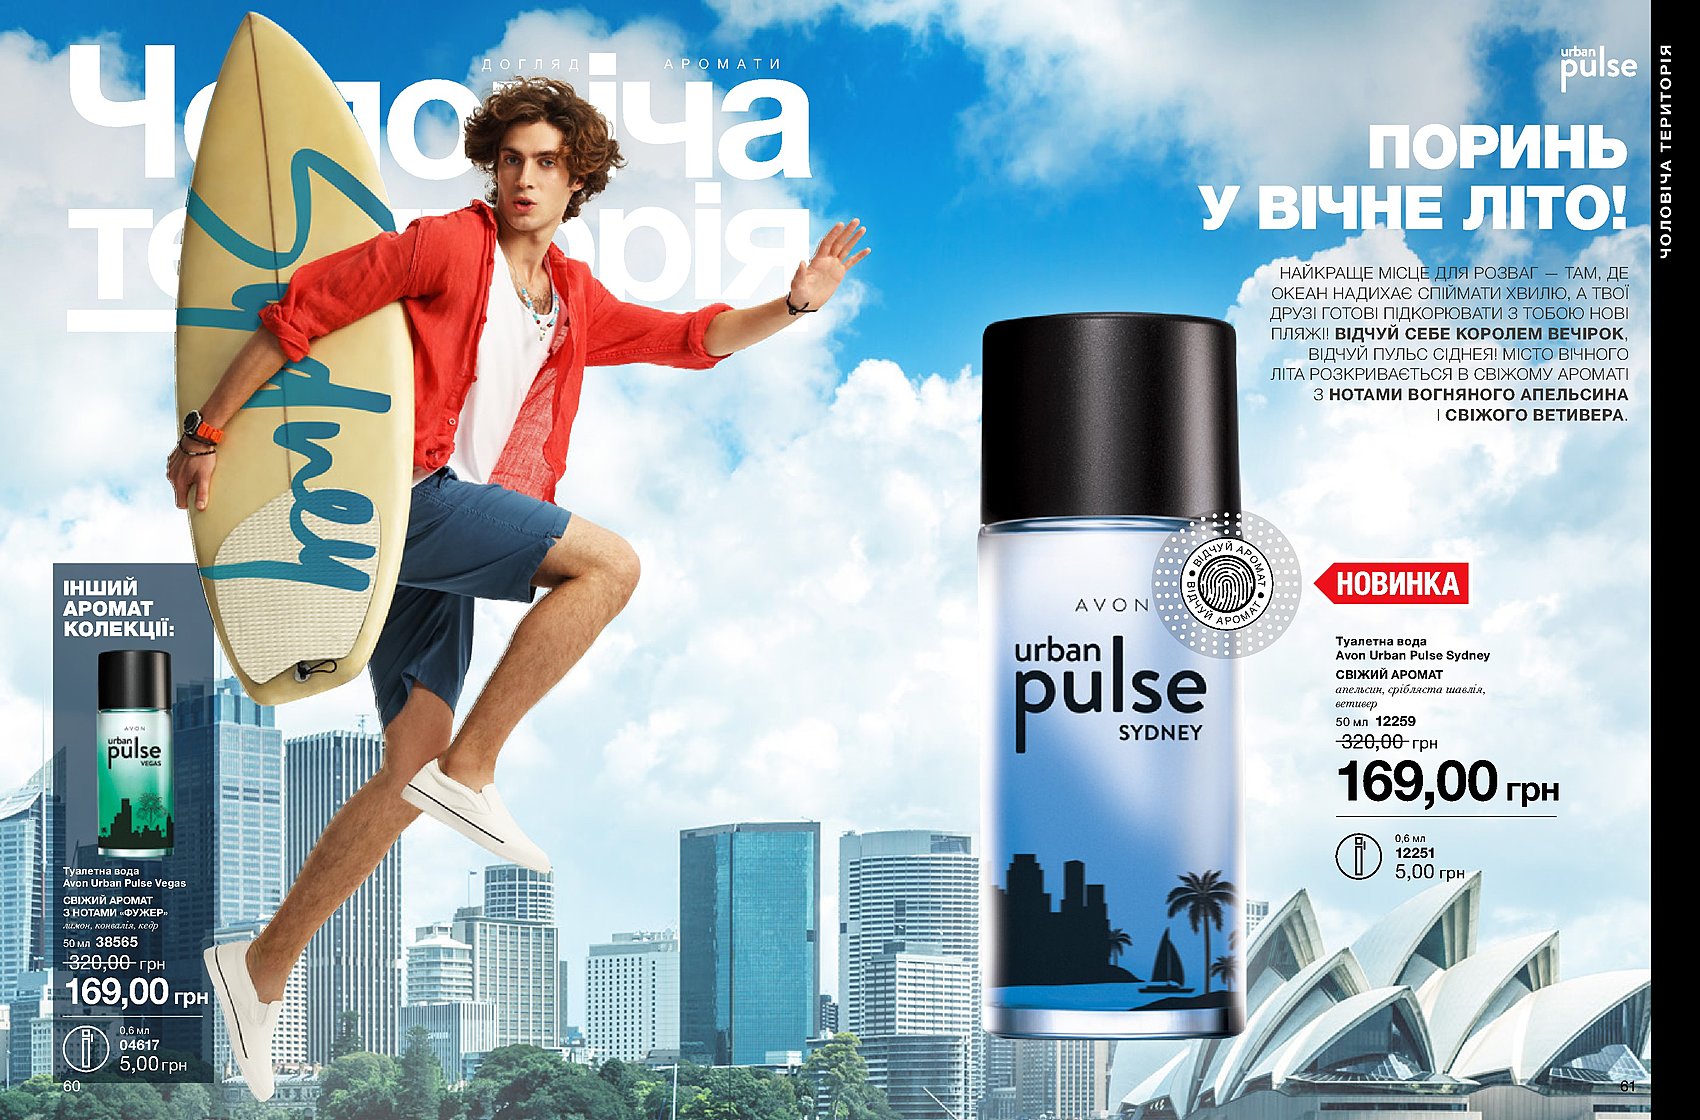 ДОГЛЯД АРОМАТИ
Чоловіча
територія
Sydney
ІНШИЙ
АРОМАТ
КОЛЕКЦІЇ:
AVON
urban
pulse
VEGAS
Туалетна вода
Avon Urban Pulse Vegas
СВІЖИЙ АРОМАТ
З НОТАМИ «ФУЖЕР»
лимон, конвалія, кедр
50 мл 38565
320,00 грн
169,00 грн
0,6 мл
04617
5,00 грн
60
urban
pulse
ЧОЛОВІЧА ТЕРИТОРІЯ
ПОРИНЬ
У ВІЧНЕ ЛІТО!
НАЙКРАЩЕ МІСЦЕ ДЛЯ РОЗВАГ — ТАМ, ДЕ
ОКЕАН НАДИХАЄ СПІЙМАТИ ХВИЛЮ, А ТВОЇ
ДРУЗІ ГОТОВІ ПІДКОРЮВАТИ З ТОБОЮ НОВІ
ПЛЯЖІ! ВІДЧУЙ СЕБЕ КОРОЛЕМ ВЕЧІРОК,
ВІДЧУЙ ПУЛЬС СІДНЕЯ! МІСТО ВІЧНОГО
ЛІТА РОЗКРИВАЄТЬСЯ В СВІЖОМУ АРОМАТІ
З НОТАМИ ВОГНЯНОГО АПЕЛЬСИНА
І СВІЖОГО ВЕТИВЕРА.
AVON
urban
pulse
SYDNEY
ВІДЧУЙ АРОМАТ • ВІДЧУЙ АРОМАТ •
НОВИНКА
Туалетна вода
Avon Urban Pulse Sydney
СВІЖИЙ АРОМАТ
апельсин, срібляста шавлія,
ветивер
50 мл 12259
320,00 грн
169,00 грн
0,6 мл
12251
5,00 грн
61